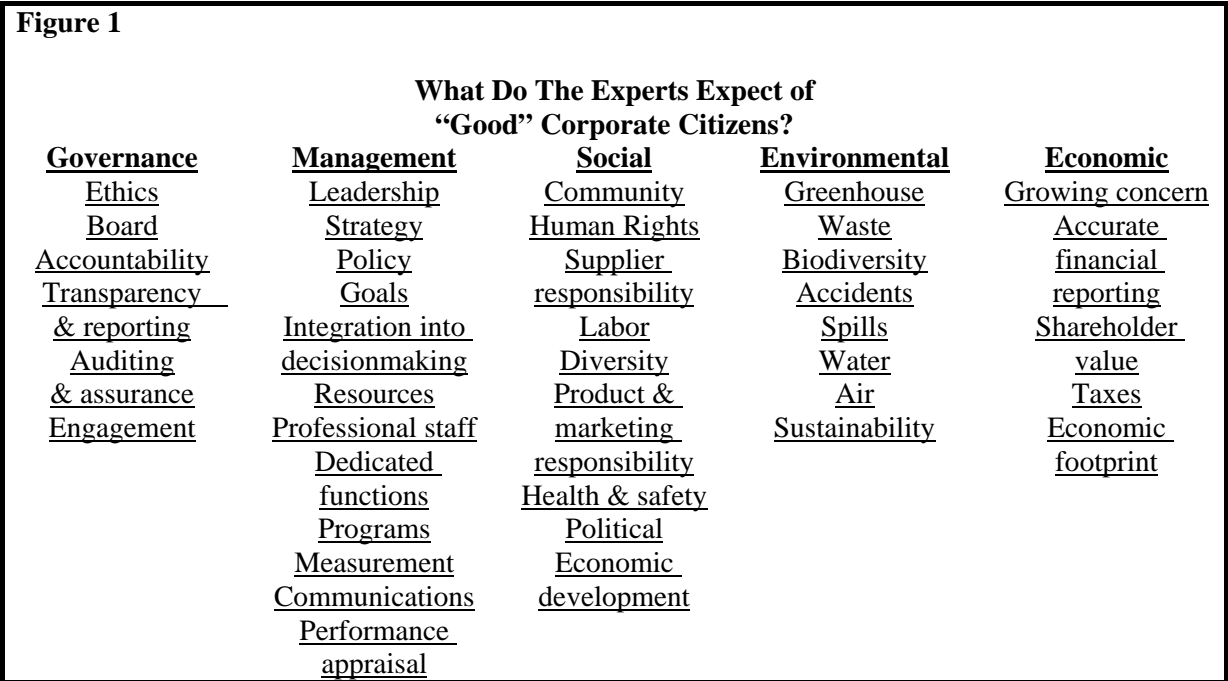 Figure 1
What Do The Experts Expect of
“Good” Corporate Citizens?
Governance Management Social Environmental Economic
Ethics Leadership Community Greenhouse Growing concern
Board Strategy Human Rights Waste Accurate
Accountability Policy Supplier Biodiversity financial
Transparency Goals responsibility Accidents reporting
& reporting Integration into Labor Spills Shareholder
Auditing decisionmaking Diversity Water value
& assurance Resources Product & Air Taxes
Engagement Professional staff marketing Sustainability Economic
Dedicated responsibility footprint
functions Health & safety
Programs Political
Measurement Economic
Communications development
Performance
appraisal